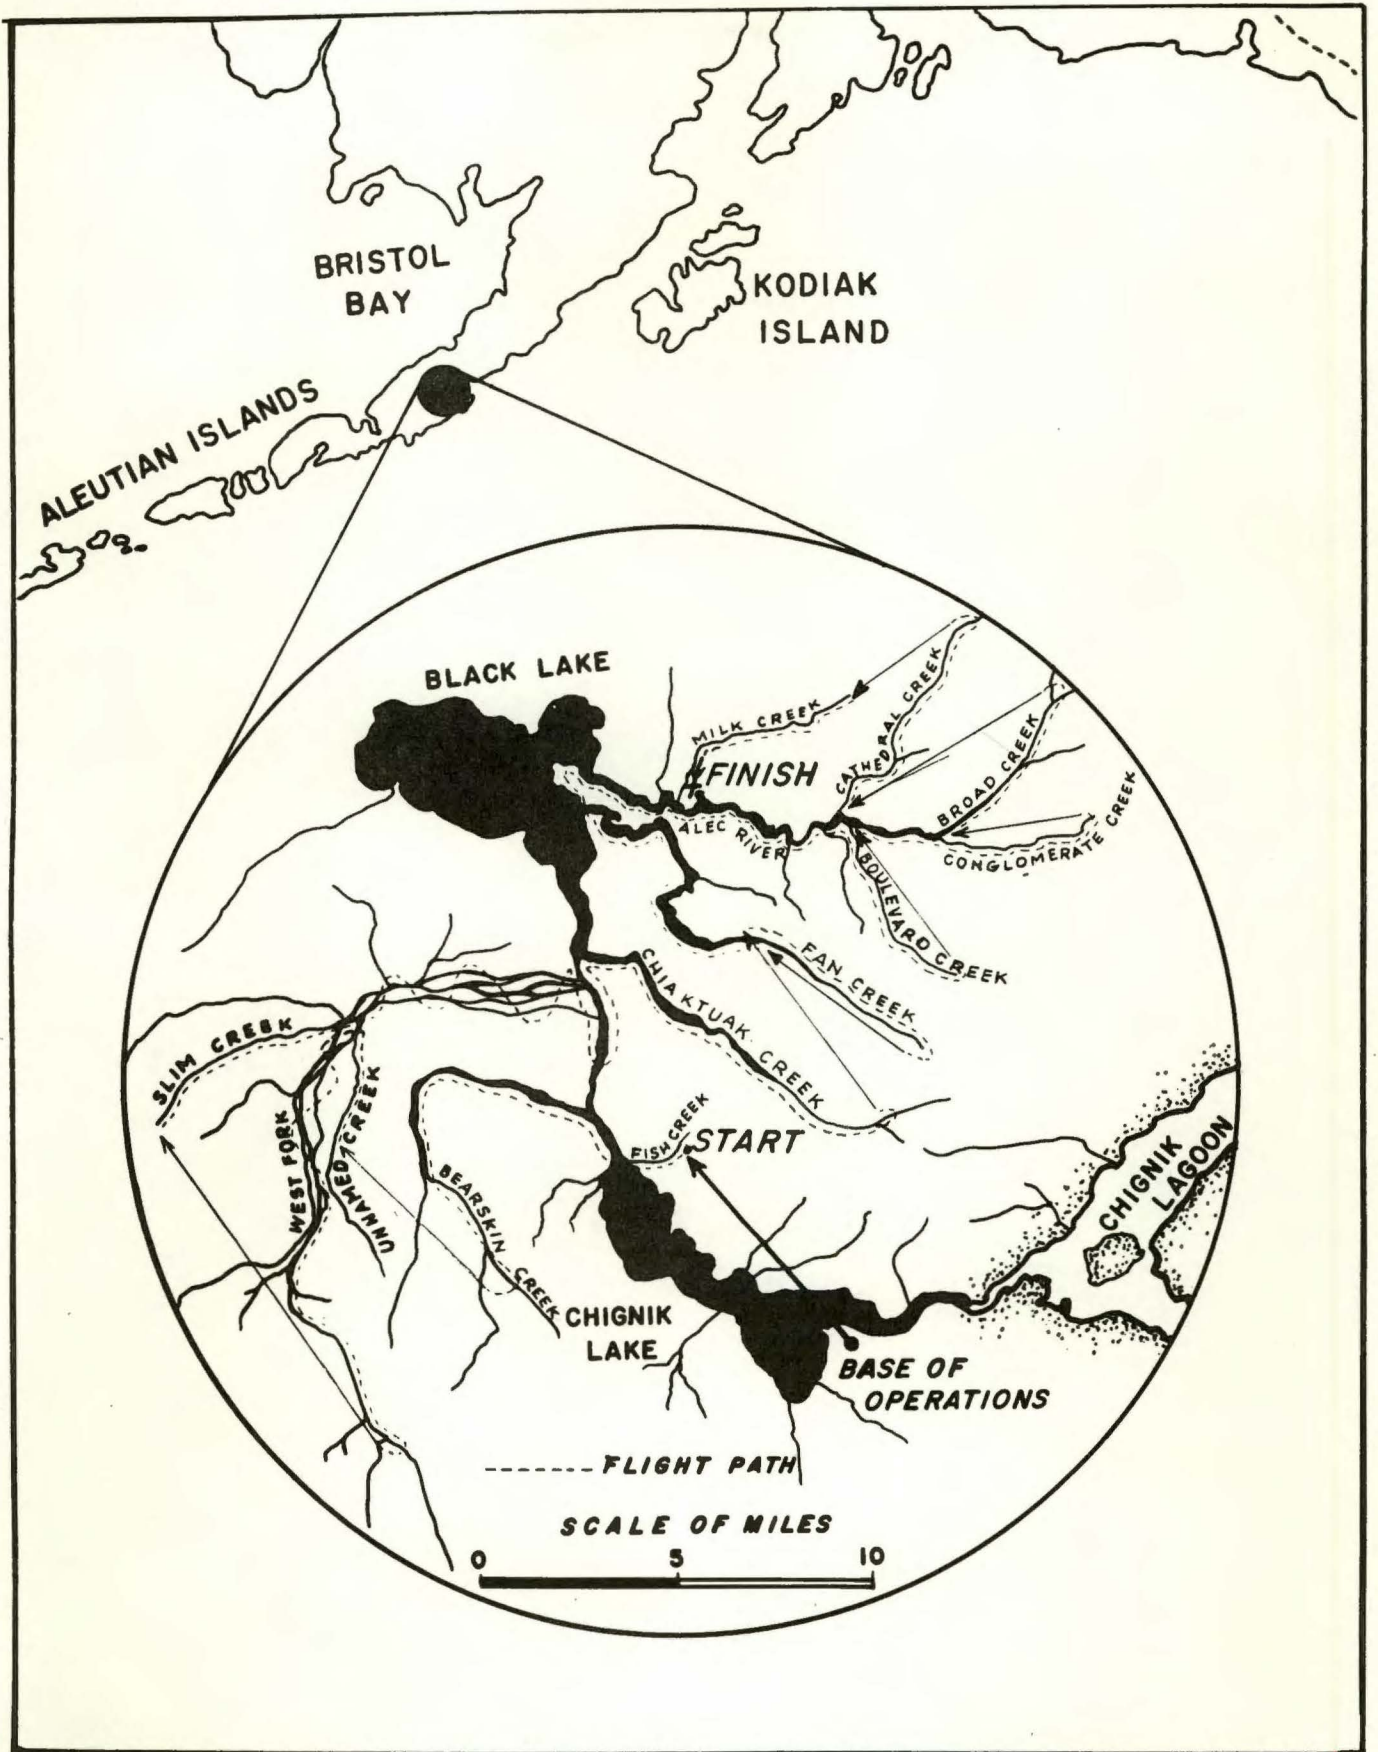 BRISTOL
BAY
KODIAK
ISLAND
ALEUTIAN ISLANDS
BLACK LAKE
MILK CREEK
CATHEDRAL CREEK
FINISH
BROAD CREEK
ALEC RIVER
CONGLOMERATE CREEK
BOULEVARD CREEK
FAN CREEK
CHIAKTUAK CREEK
SLIM CREEK
WEST FORK
UNNAMED CREEK
BEARSKIN CREEK
FISH CREEK
START
CHIGNIK
LAGOON
CHIGNIK
LAKE
BASE OF
OPERATIONS
FLIGHT PATH
SCALE OF MILES
0 5 10